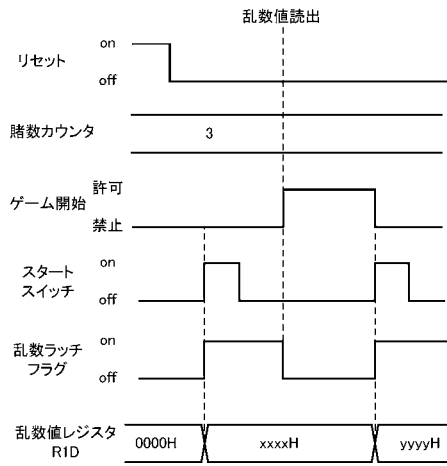 乱数値読出
リセット
on
off
賭数カウンタ
3
ゲーム開始
許可
禁止
スタート
スイッチ
on
off
乱数ラッチ
フラグ
on
off
乱数値レジスタ
R1D
0000H
xxxxH
yyyyH